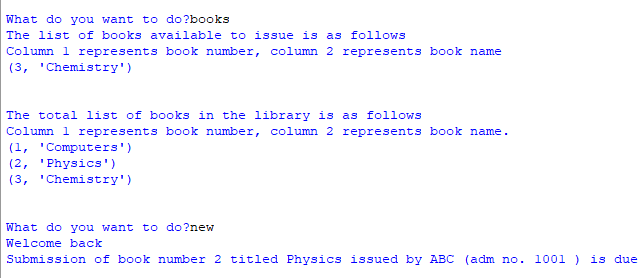 What do you want to do?books
The list of books available to issue is as follows
Column 1 represents book number, column 2 represents book name
(3, 'Chemistry')
The total list of books in the library is as follows
Column 1 represents book number, column 2 represents book name.
(1, 'Computers')
(2, 'Physics')
(3, 'Chemistry')
What do you want to do?new
Welcome back
Submission of book number 2 titled Physics issued by ABC (adm no. 1001 ) is due